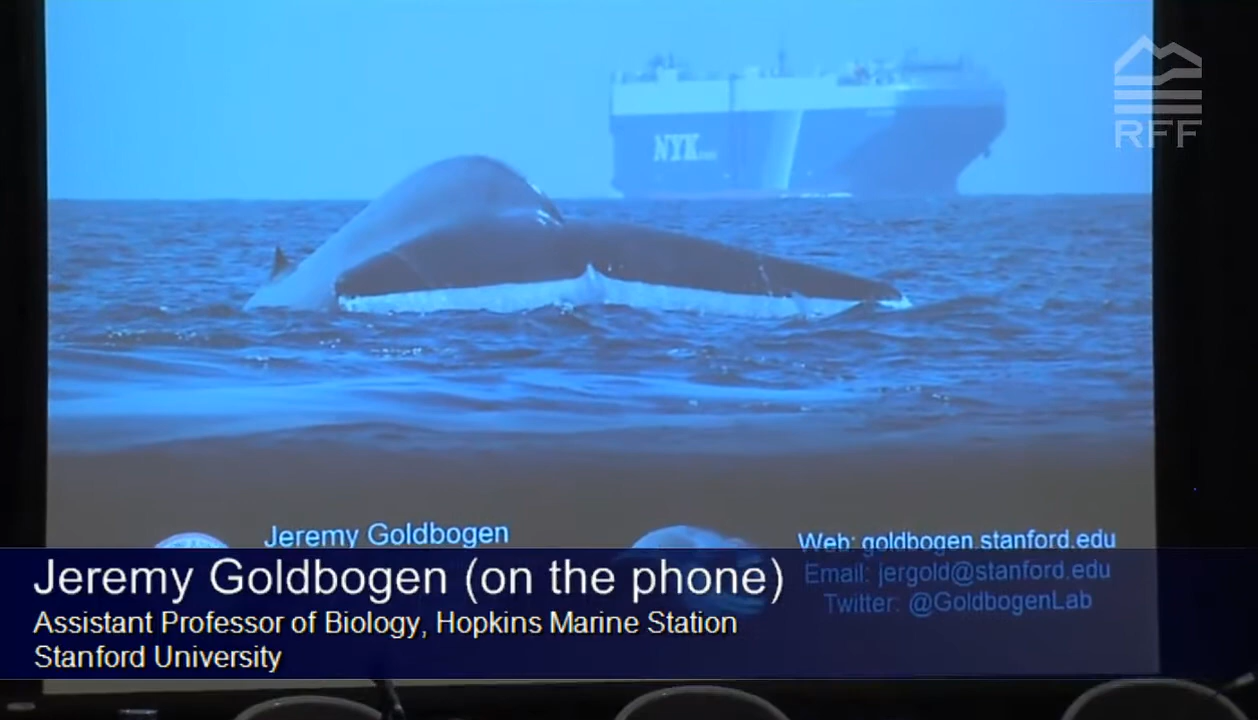 RFF
NYK
Jeremy Goldbogen
Web: goldbogen.stanford.edu
Email: jergold@stanford.edu
Twitter: @GoldbogenLab
Jeremy Goldbogen (on the phone)
Assistant Professor of Biology, Hopkins Marine Station
Stanford University